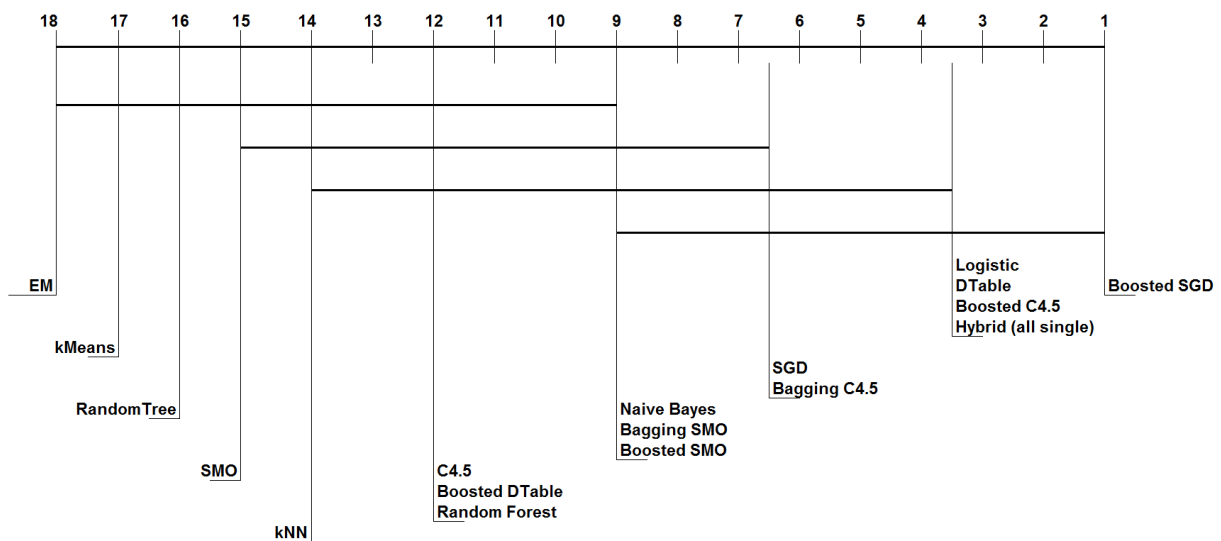 18 17 16 15 14 13 12 11 10 9 8 7 6 5 4 3 2 1
Logistic
DTable
EM
Boosted C4.5
Boosted SGD
Hybrid (all single)
kMeans
SGD
Bagging C4.5
RandomTree
Naive Bayes
Bagging SMO
Boosted SMO
SMO
C4.5
Boosted DTable
Random Forest
kNN